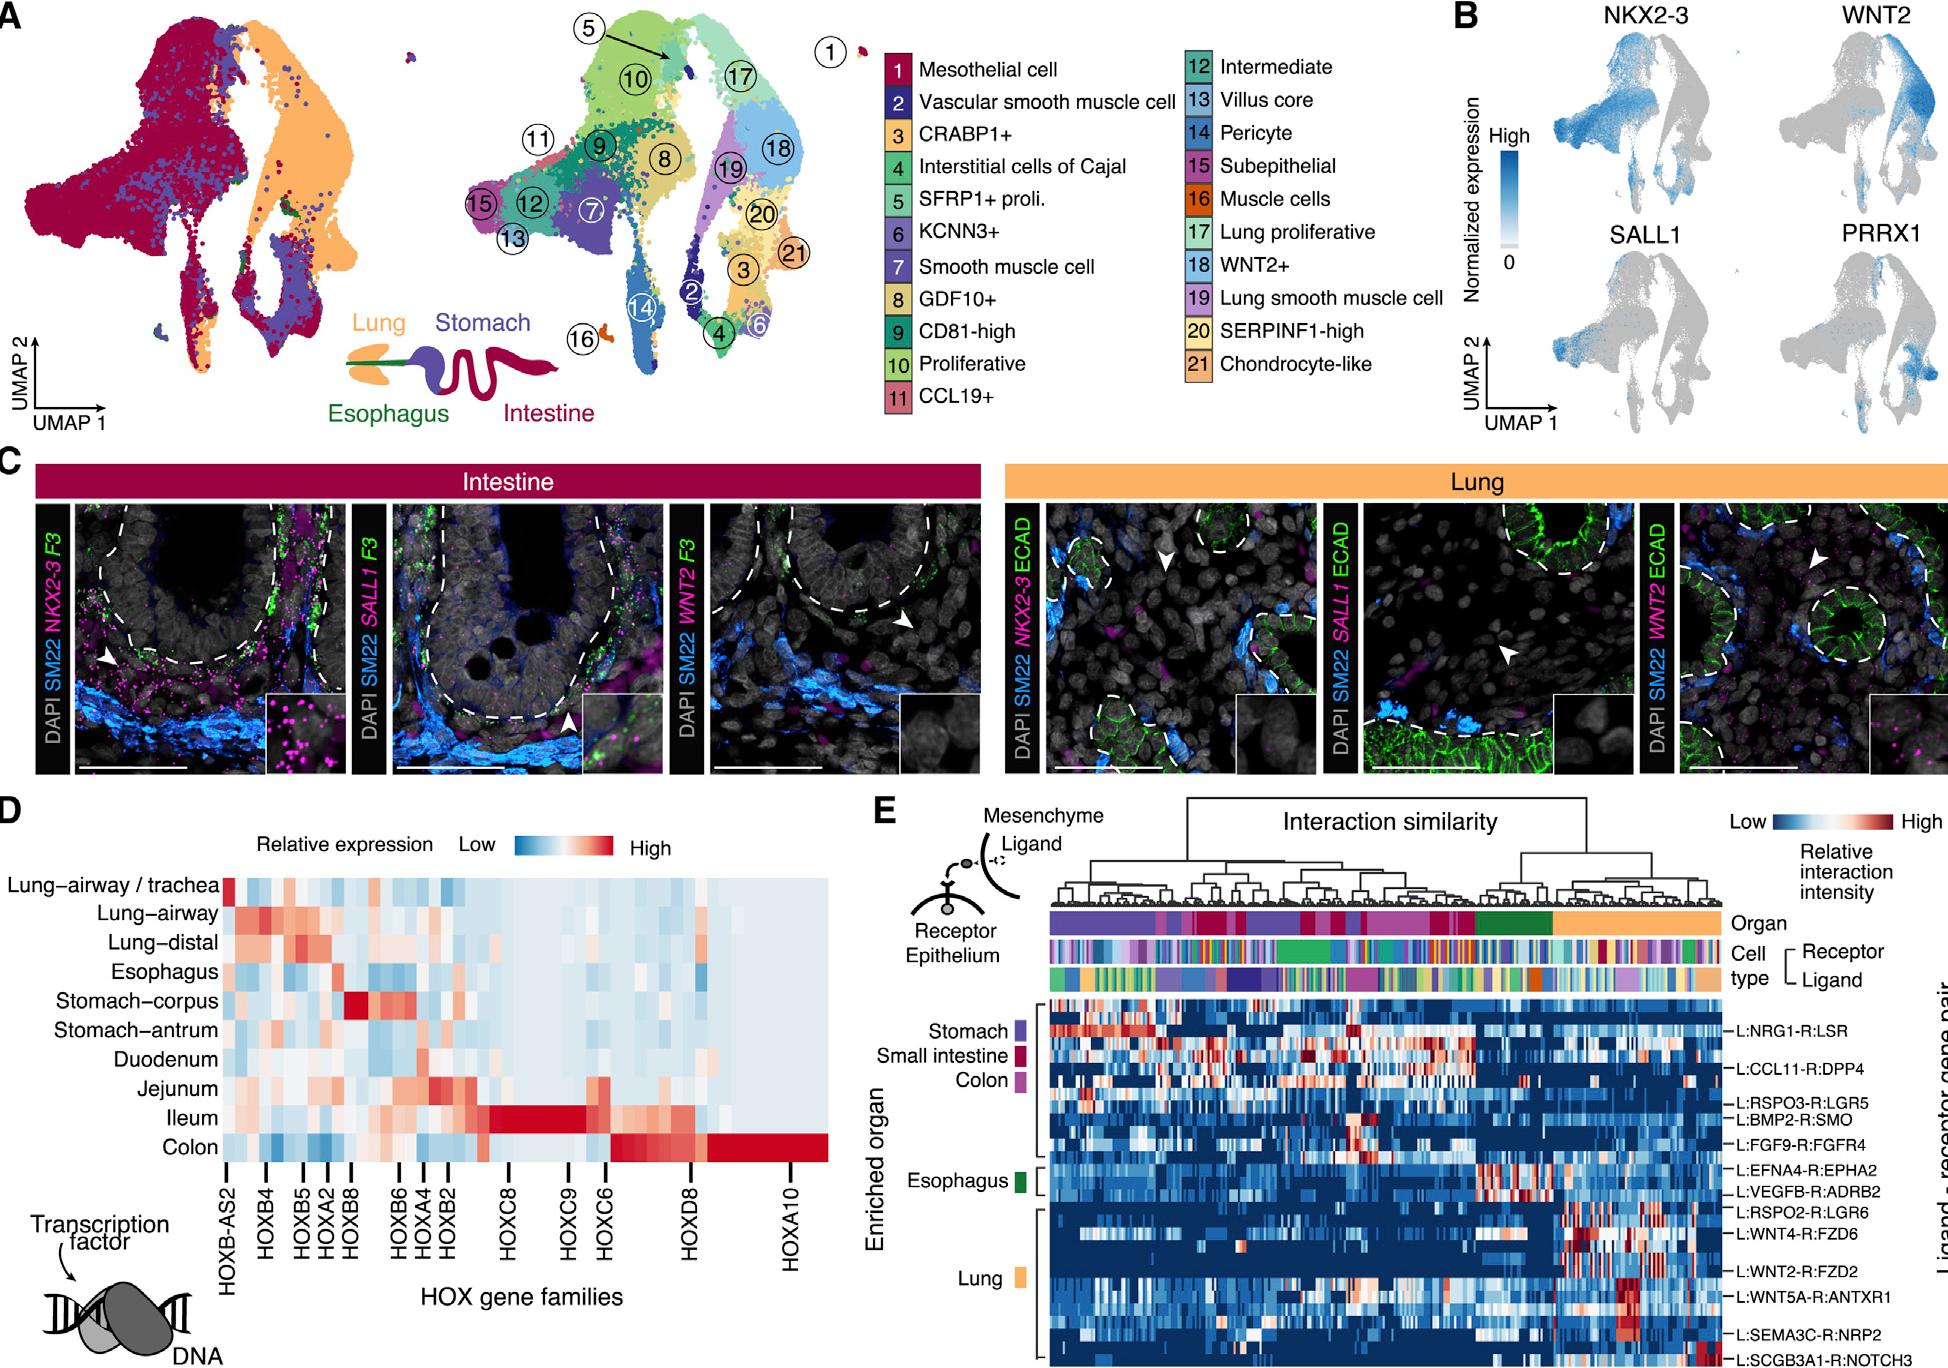 A
Lung
Stomach
Esophagus
Intestine
UMAP 2
UMAP 1
5
10
17
1
11
9
8
18
19
15
12
7
13
20
21
3
14
2
16
4
6
1 Mesothelial cell
2 Vascular smooth muscle cell
3 CRABP1+
4 Interstitial cells of Cajal
5 SFRP1+ proli.
6 KCNN3+
7 Smooth muscle cell
8 GDF10+
9 CD81-high
10 Proliferative
11 CCL19+
12 Intermediate
13 Villus core
14 Pericyte
15 Subepithelial
16 Muscle cells
17 Lung proliferative
18 WNT2+
19 Lung smooth muscle cell
20 SERPINF1-high
21 Chondrocyte-like
B
NKX2-3
WNT2
SALL1
PRRX1
Normalized expression
High
0
UMAP 2
UMAP 1
C
Intestine
Lung
DAPI SM22 NKX2-3 F3
DAPI SM22 SALL1 F3
DAPI SM22 WNT2 F3
DAPI SM22 NKX2-3 ECAD
DAPI SM22 SALL1 ECAD
DAPI SM22 WNT2 ECAD
D
Relative expression Low High
Lung–airway / trachea
Lung–airway
Lung–distal
Esophagus
Stomach–corpus
Stomach–antrum
Duodenum
Jejunum
Ileum
Colon
HOXB-AS2
HOXB4
HOXB5
HOXA2
HOXB8
HOXB6
HOXA4
HOXB2
HOXC8
HOXC9
HOXC6
HOXD8
HOXA10
HOX gene families
Transcription
factor
DNA
E
Mesenchyme
Ligand
Receptor
Epithelium
Interaction similarity
Low High
Relative
interaction
intensity
Organ
Cell
type
Receptor
Ligand
Enriched organ
Stomach
Small intestine
Colon
Esophagus
Lung
L:NRG1-R:LSR
L:CCL11-R:DPP4
L:RSPO3-R:LGR5
L:BMP2-R:SMO
L:FGF9-R:FGFR4
L:EFNA4-R:EPHA2
L:VEGFB-R:ADRB2
L:RSPO2-R:LGR6
L:WNT4-R:FZD6
L:WNT2-R:FZD2
L:WNT5A-R:ANTXR1
L:SEMA3C-R:NRP2
L:SCGB3A1-R:NOTCH3
Ligand - receptor gene pair